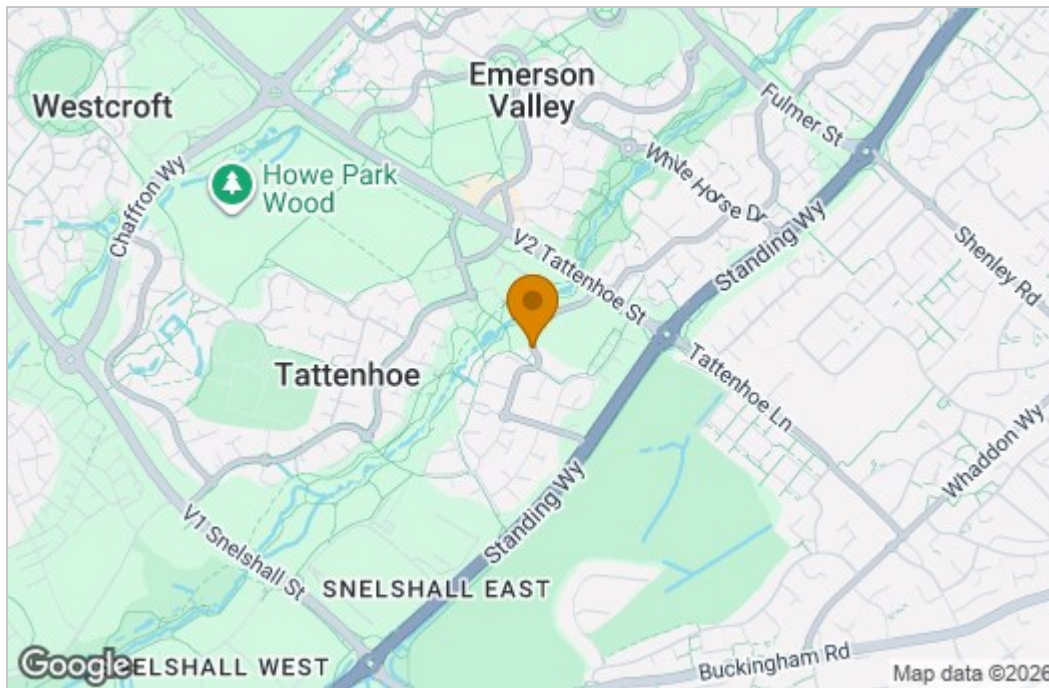 Westcroft
Emerson
Valley
Fulmer St
Howe Park
Wood
White Horse Dr
Chaffron Wy
Standing Wy
Shenley Rd
V2 Tattenhoe St
Tattenhoe
Tattenhoe Ln
Whaddon Wy
V1 Snelshall St
Standing Wy
SNELSHALL EAST
Google
SNELSHALL WEST
Buckingham Rd
Map data ©2026